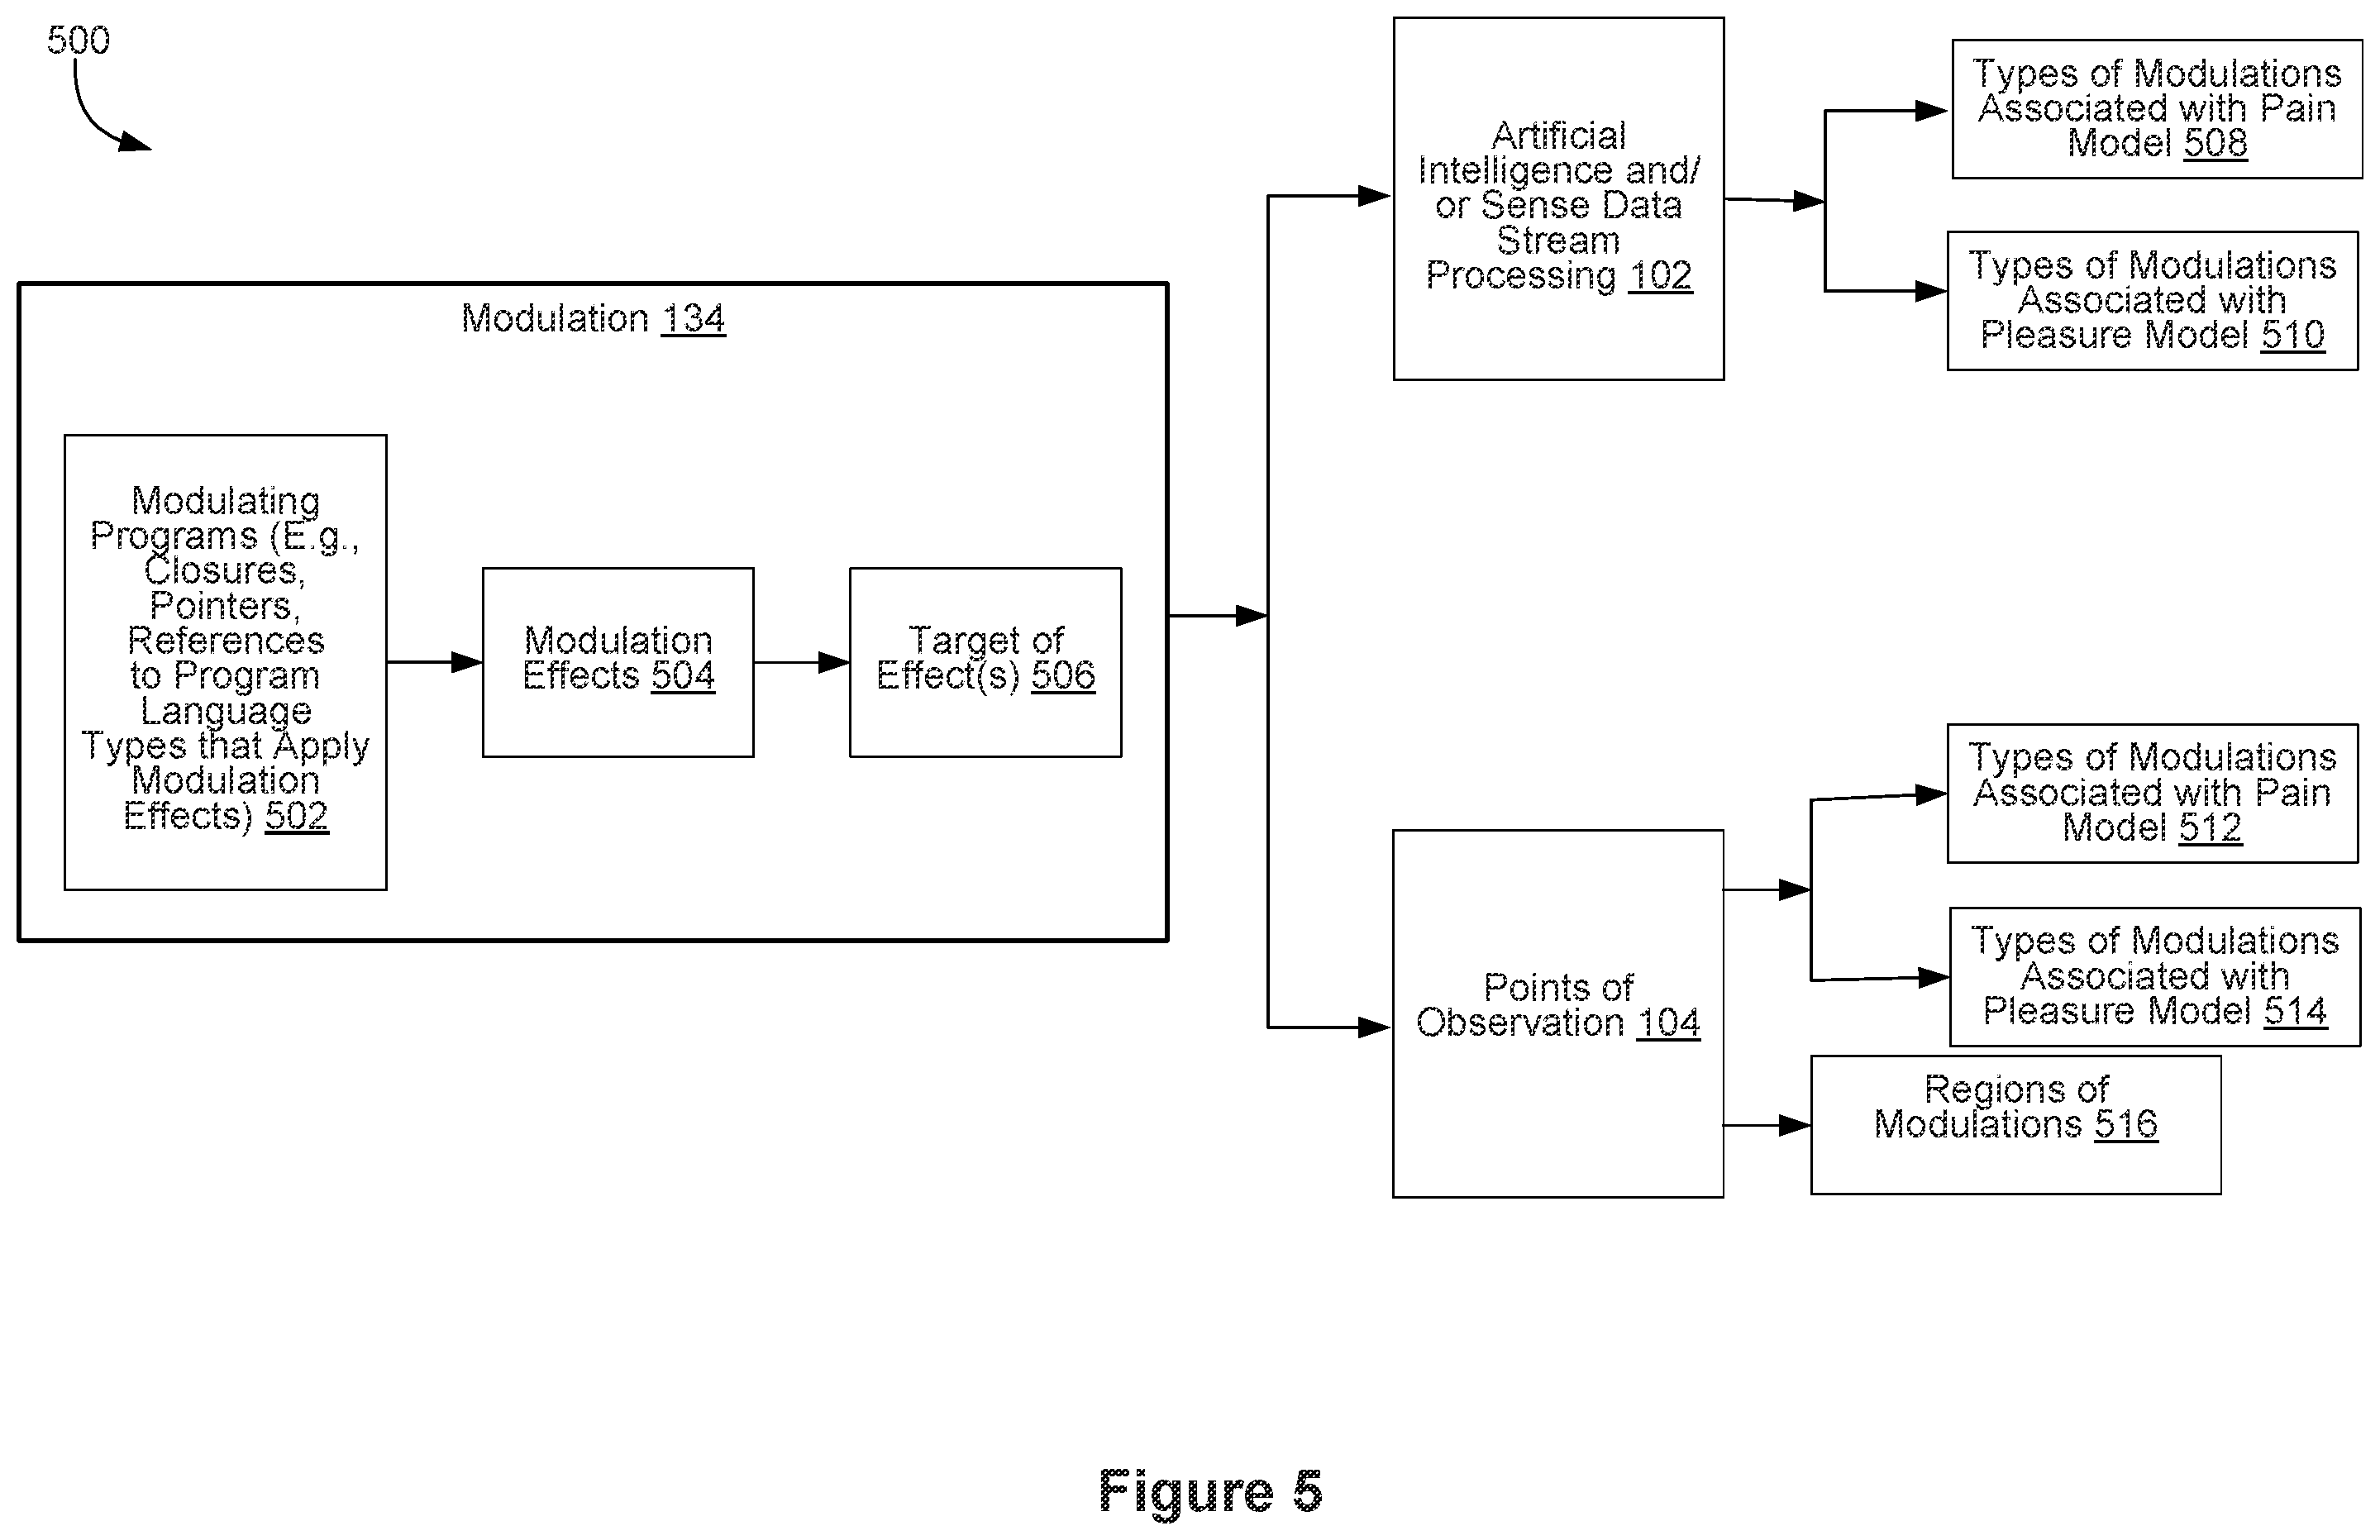 500
Modulation 134
Modulating
Programs (E.g.,
Closures,
Pointers,
References
to Program
Language
Types that Apply
Modulation
Effects) 502
Modulation
Effects 504
Target of
Effect(s) 506
Artificial
Intelligence and/
or Sense Data
Stream
Processing 102
Types of Modulations
Associated with Pain
Model 508
Types of Modulations
Associated with
Pleasure Model 510
Points of
Observation 104
Types of Modulations
Associated with Pain
Model 512
Types of Modulations
Associated with
Pleasure Model 514
Regions of
Modulations 516
Figure 5